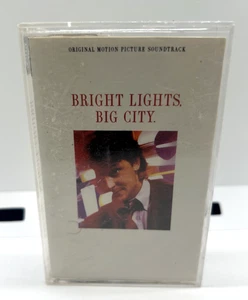 ORIGINAL MOTION PICTURE SOUNDTRACK
BRIGHT LIGHTS,
BIG CITY.